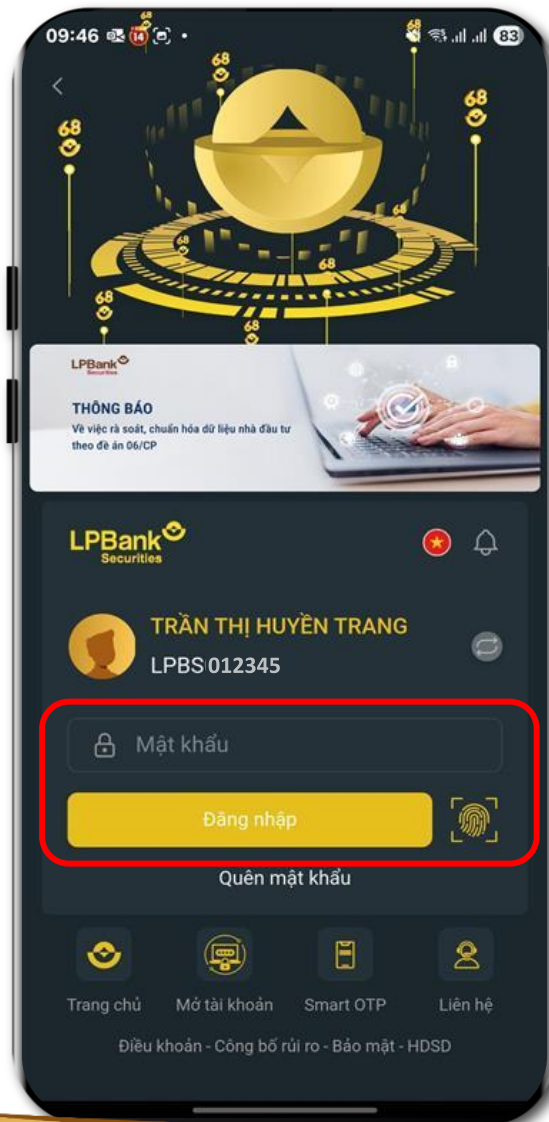 09:46
14
83
68
68
68
68
68
68
68
68
68
LPBank
Securities
THÔNG BÁO
Về việc rà soát, chuẩn hóa dữ liệu nhà đầu tư
theo đề án 06/CP
LPBank
Securities
TRẦN THỊ HUYỀN TRANG
LPBS 012345
Mật khẩu
Đăng nhập
Quên mật khẩu
Trang chủ Mở tài khoản Smart OTP Liên hệ
Điều khoản - Công bố rủi ro - Bảo mật - HDSD